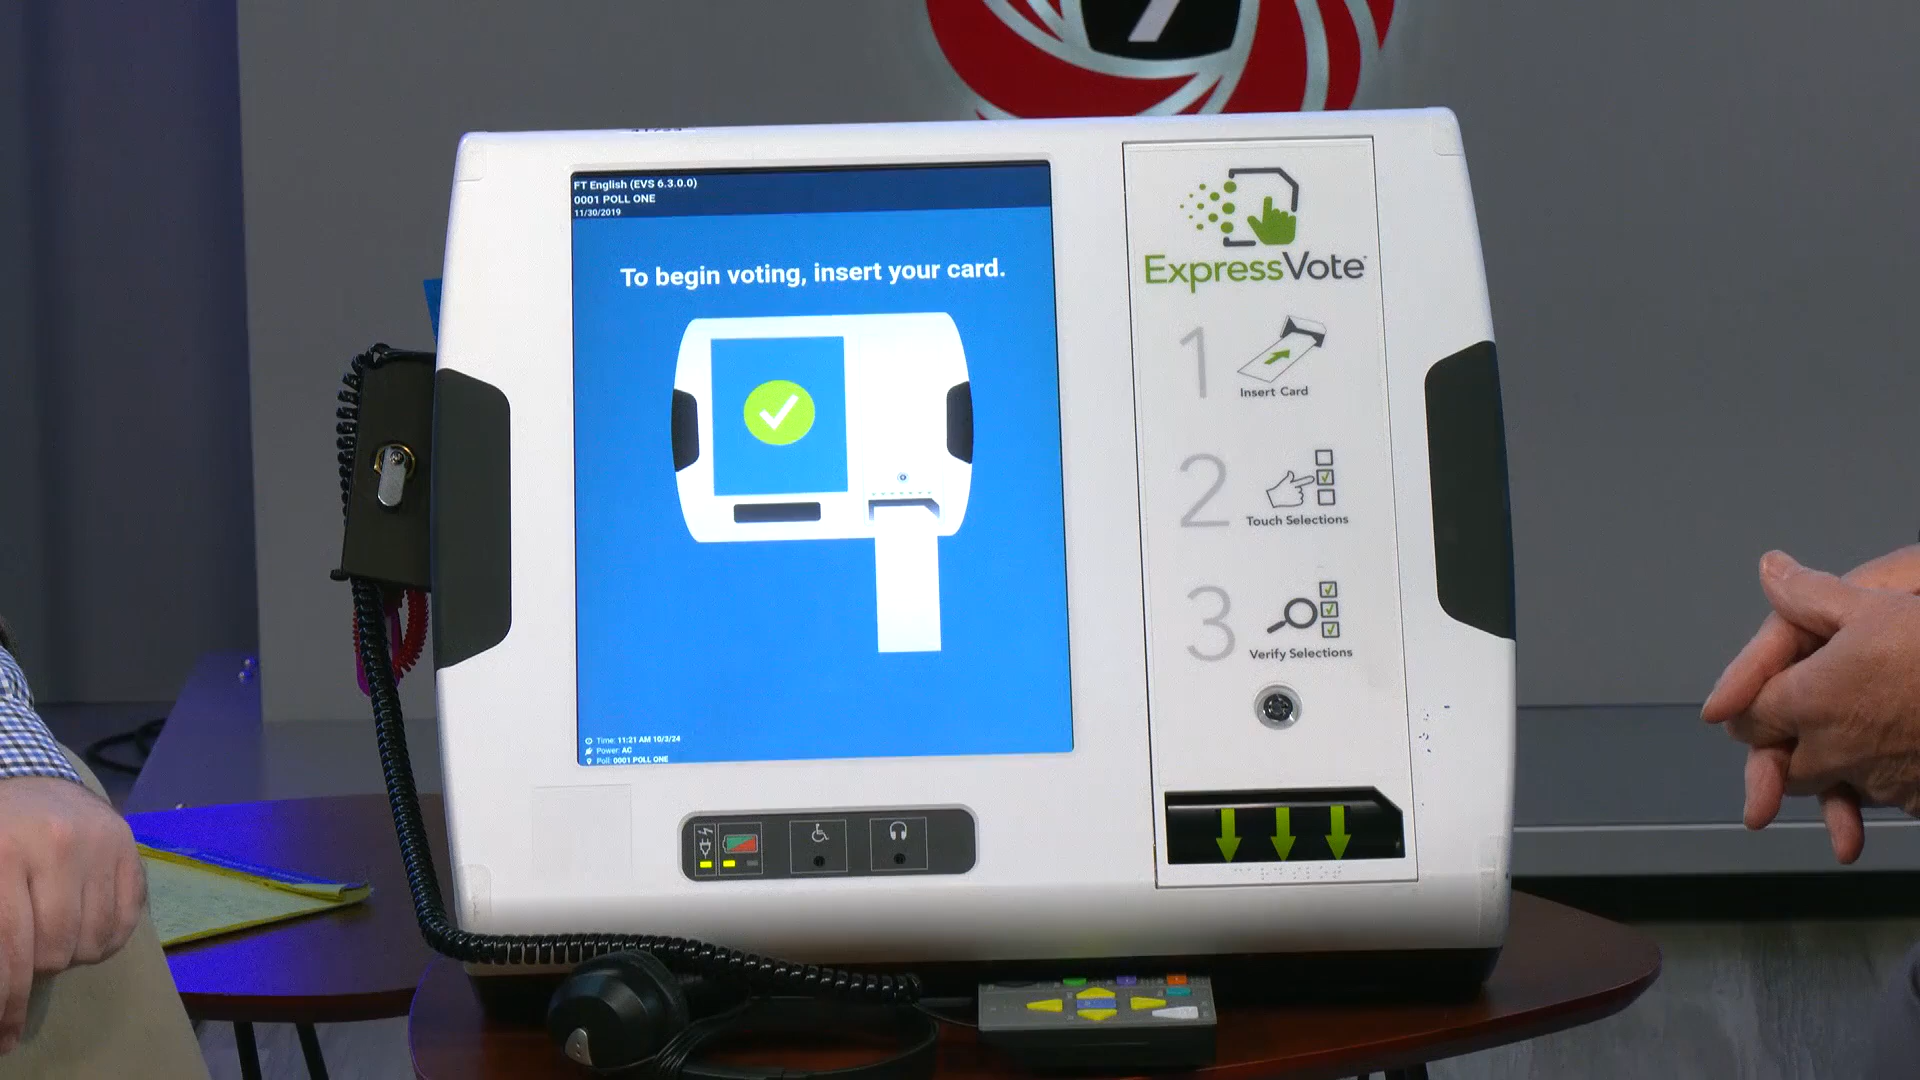 FT English (EVS 6.3.0.0)
0001 POLL ONE
11/30/2019
To begin voting, insert your card.
Time: 11:21 AM 10/3/24
Power: AC
Poll: 0001 POLL ONE
ExpressVote
1
Insert Card
2
Touch Selections
3
Verify Selections
7